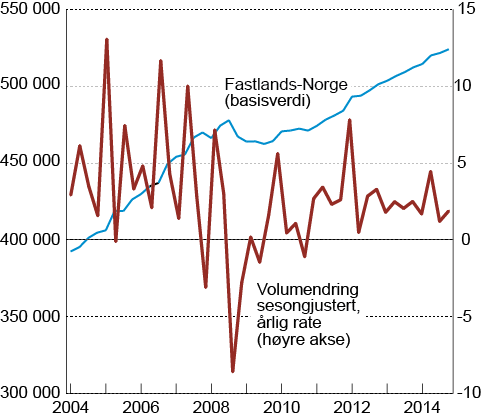 550 000
15
500 000
10
Fastlands-Norge
(basisverdi)
450 000
5
400 000
0
Volumendring
sesongjustert,
årlig rate
(høyre akse)
350 000
-5
300 000
-10
2004 2006 2008 2010 2012 2014